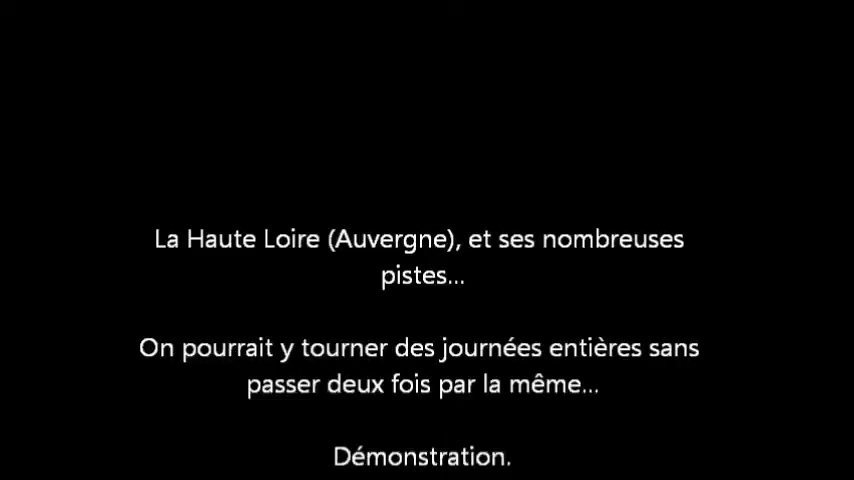 La Haute Loire (Auvergne), et ses nombreuses
pistes...
On pourrait y tourner des journées entières sans
passer deux fois par la même...
Démonstration.